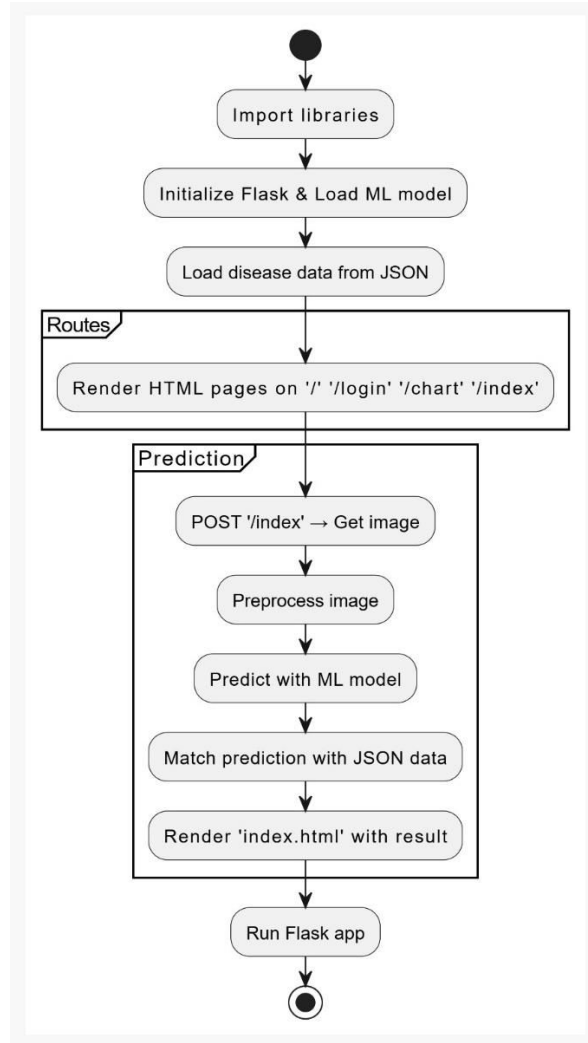 Import libraries
Initialize Flask & Load ML model
Load disease data from JSON
Routes
Render HTML pages on '/' '/login' '/chart' '/index'
Prediction
POST '/index' → Get image
Preprocess image
Predict with ML model
Match prediction with JSON data
Render 'index.html' with result
Run Flask app